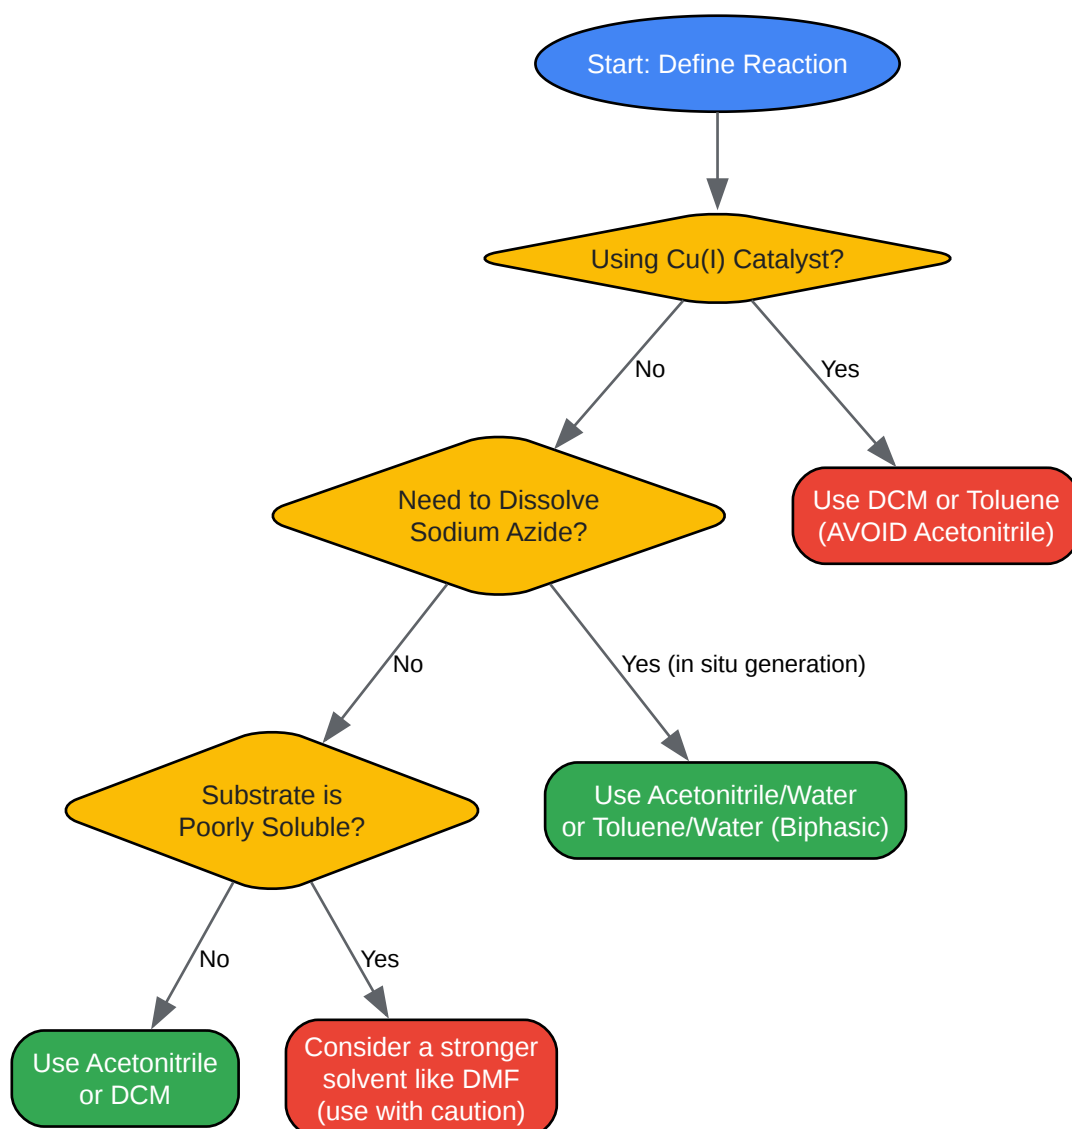 Start: Define Reaction
Using Cu(I) Catalyst?
No
Yes
Need to Dissolve
Sodium Azide?
Use DCM or Toluene
(AVOID Acetonitrile)
No
Yes (in situ generation)
Substrate is
Poorly Soluble?
Use Acetonitrile/Water
or Toluene/Water (Biphasic)
No
Yes
Use Acetonitrile
or DCM
Consider a stronger
solvent like DMF
(use with caution)